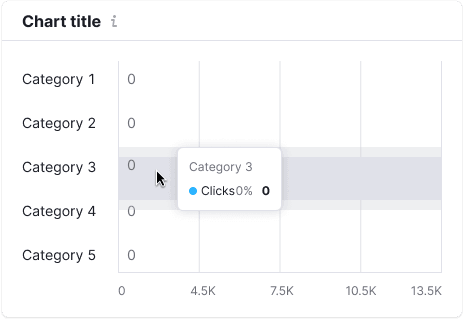 Chart title i
Category 1 0
Category 2 0
Category 3 0
Category 3
Clicks 0% 0
Category 4 0
Category 5 0
0 4.5K 7.5K 10.5K 13.5K